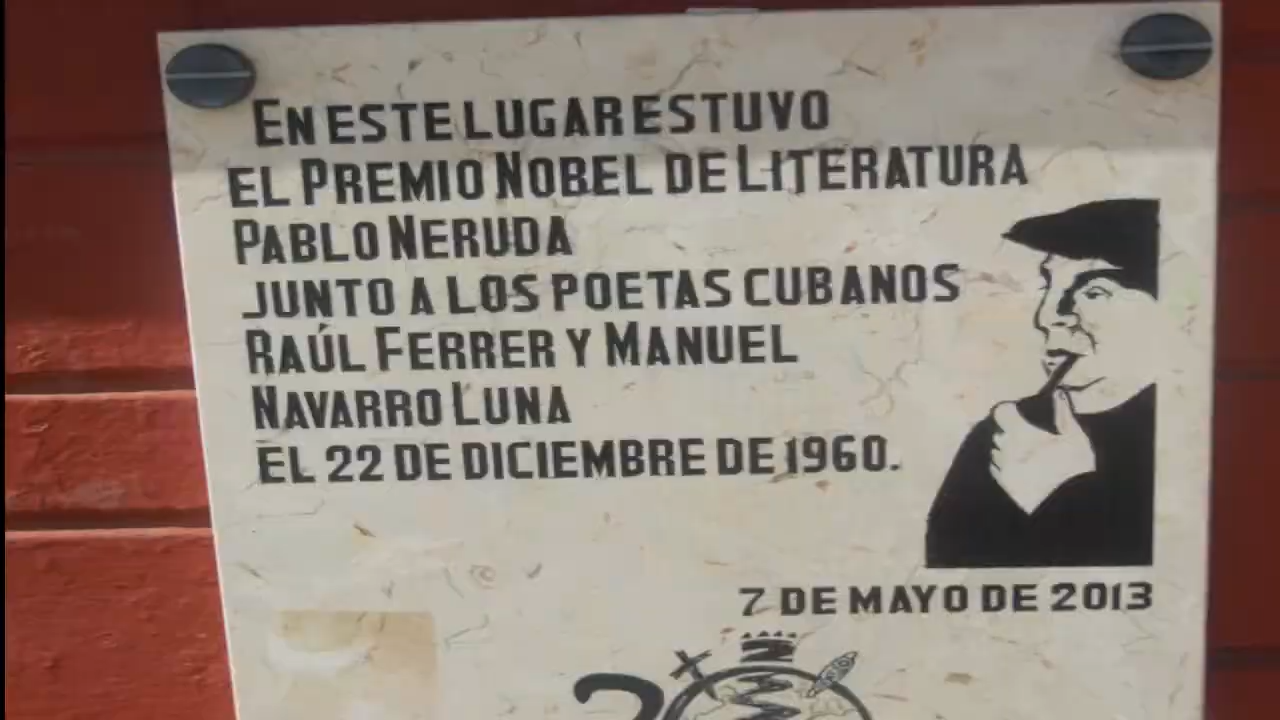 EN ESTE LUGAR ESTUVO
EL PREMIO NOBEL DE LITERATURA
PABLO NERUDA
JUNTO A LOS POETAS CUBANOS
RAÚL FERRER Y MANUEL
NAVARRO LUNA
EL 22 DE DICIEMBRE DE 1960.
7 DE MAYO DE 2013